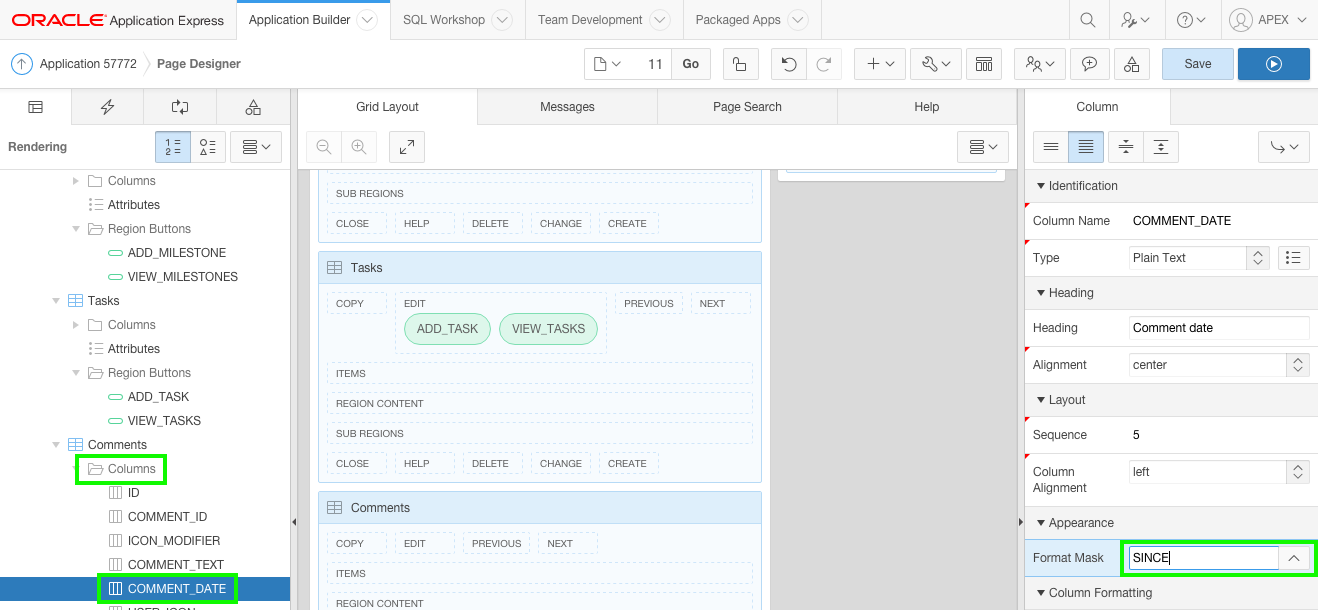 ORACLE Application Express
Application Builder
SQL Workshop
Team Development
Packaged Apps
APEX
Application 57772
Page Designer
11
Go
Save
Rendering
1
2
Columns
Attributes
Region Buttons
ADD_MILESTONE
VIEW_MILESTONES
Tasks
Columns
Attributes
Region Buttons
ADD_TASK
VIEW_TASKS
Comments
Columns
ID
COMMENT_ID
ICON_MODIFIER
COMMENT_TEXT
COMMENT_DATE
USER_ICON
Grid Layout
Messages
Page Search
Help
SUB REGIONS
CLOSE HELP DELETE CHANGE CREATE
Tasks
COPY EDIT PREVIOUS NEXT
ADD_TASK VIEW_TASKS
ITEMS
REGION CONTENT
SUB REGIONS
CLOSE HELP DELETE CHANGE CREATE
Comments
COPY EDIT PREVIOUS NEXT
ITEMS
REGION CONTENT
Column
Identification
Column Name COMMENT_DATE
Type Plain Text
Heading
Heading Comment date
Alignment center
Layout
Sequence 5
Column
Alignment left
Appearance
Format Mask SINCE
Column Formatting